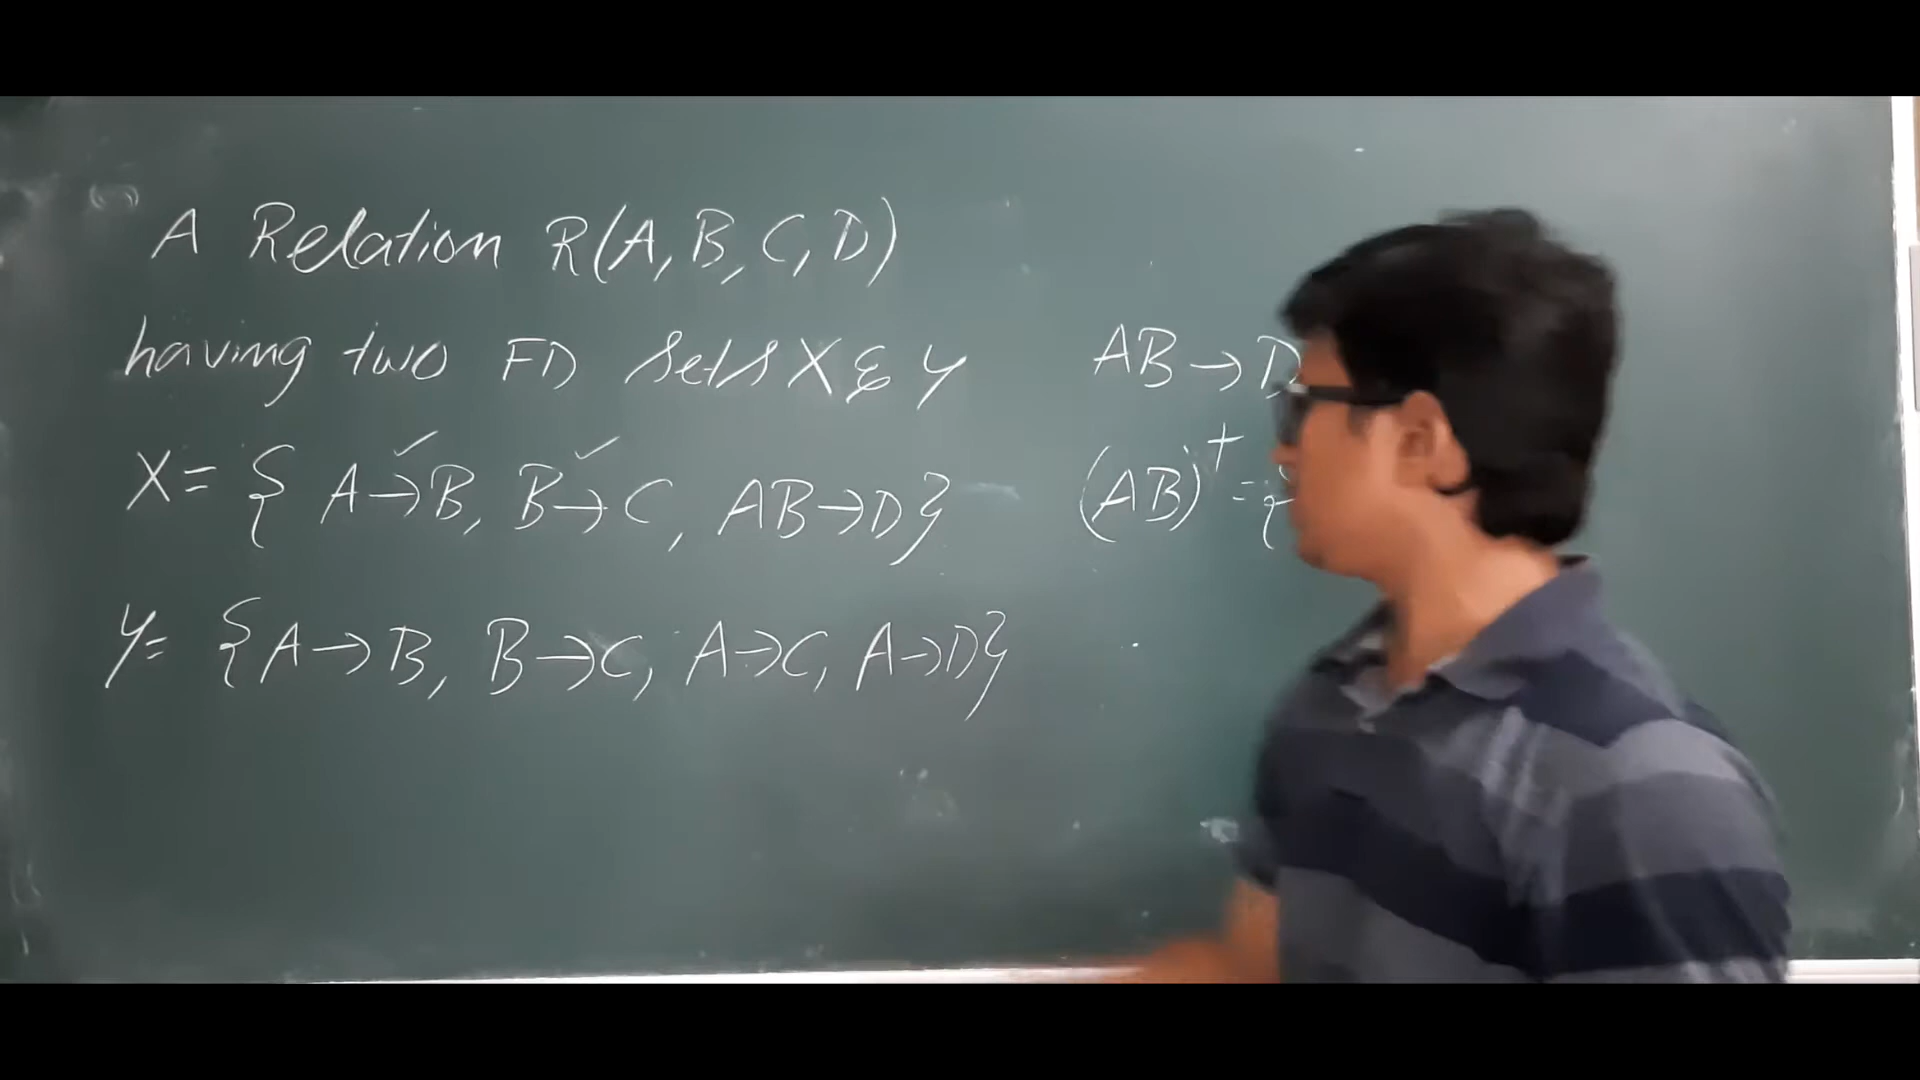 A Relation R(A, B, C, D)
having two FD sets X & Y
X = { A → B, B → C, AB → D}
Y = {A → B, B → C, A → C, A → D}
AB → D
(AB)⁺ = {